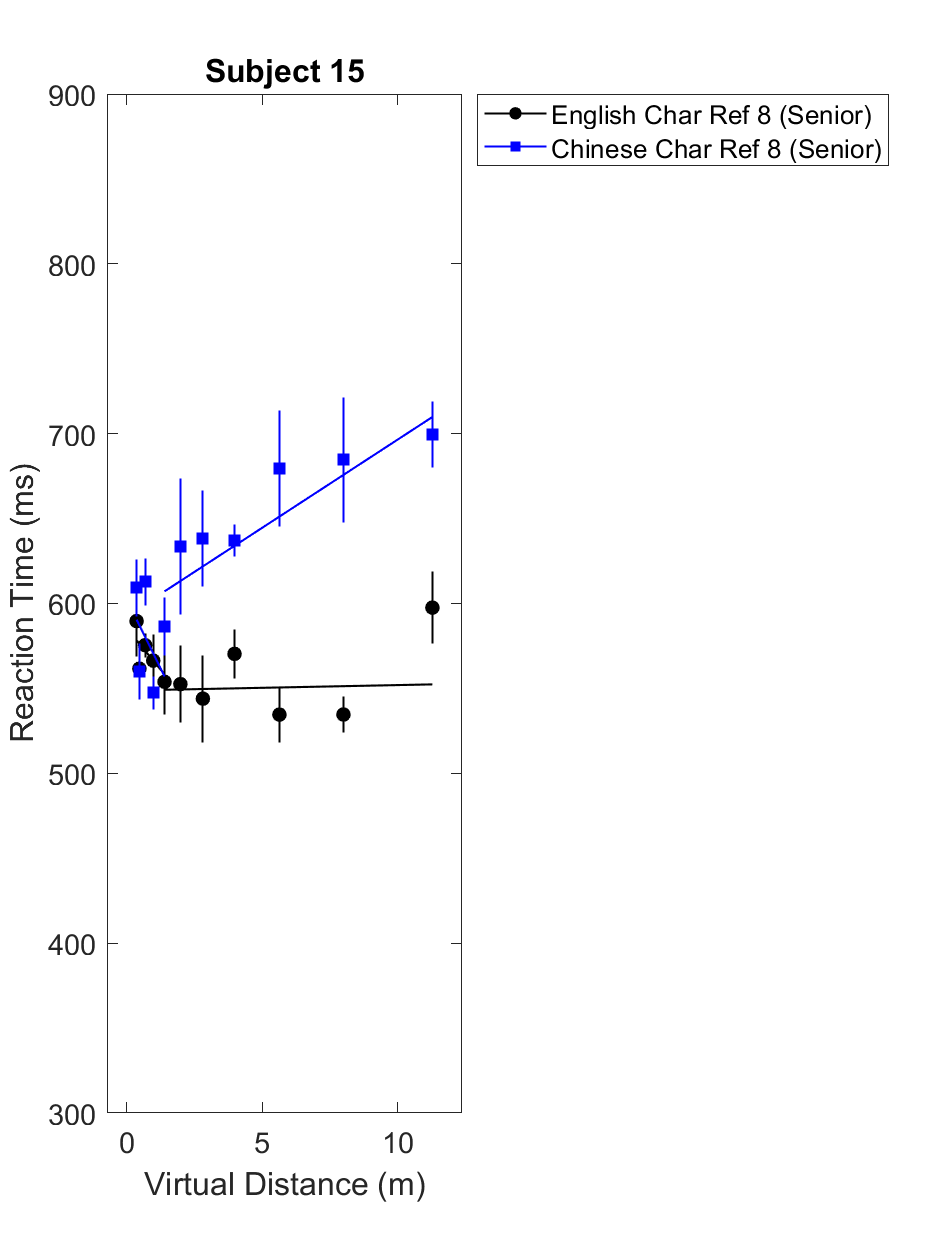 Subject 15
English Char Ref 8 (Senior)
Chinese Char Ref 8 (Senior)
900
800
700
600
500
400
300
Reaction Time (ms)
0 5 10
Virtual Distance (m)